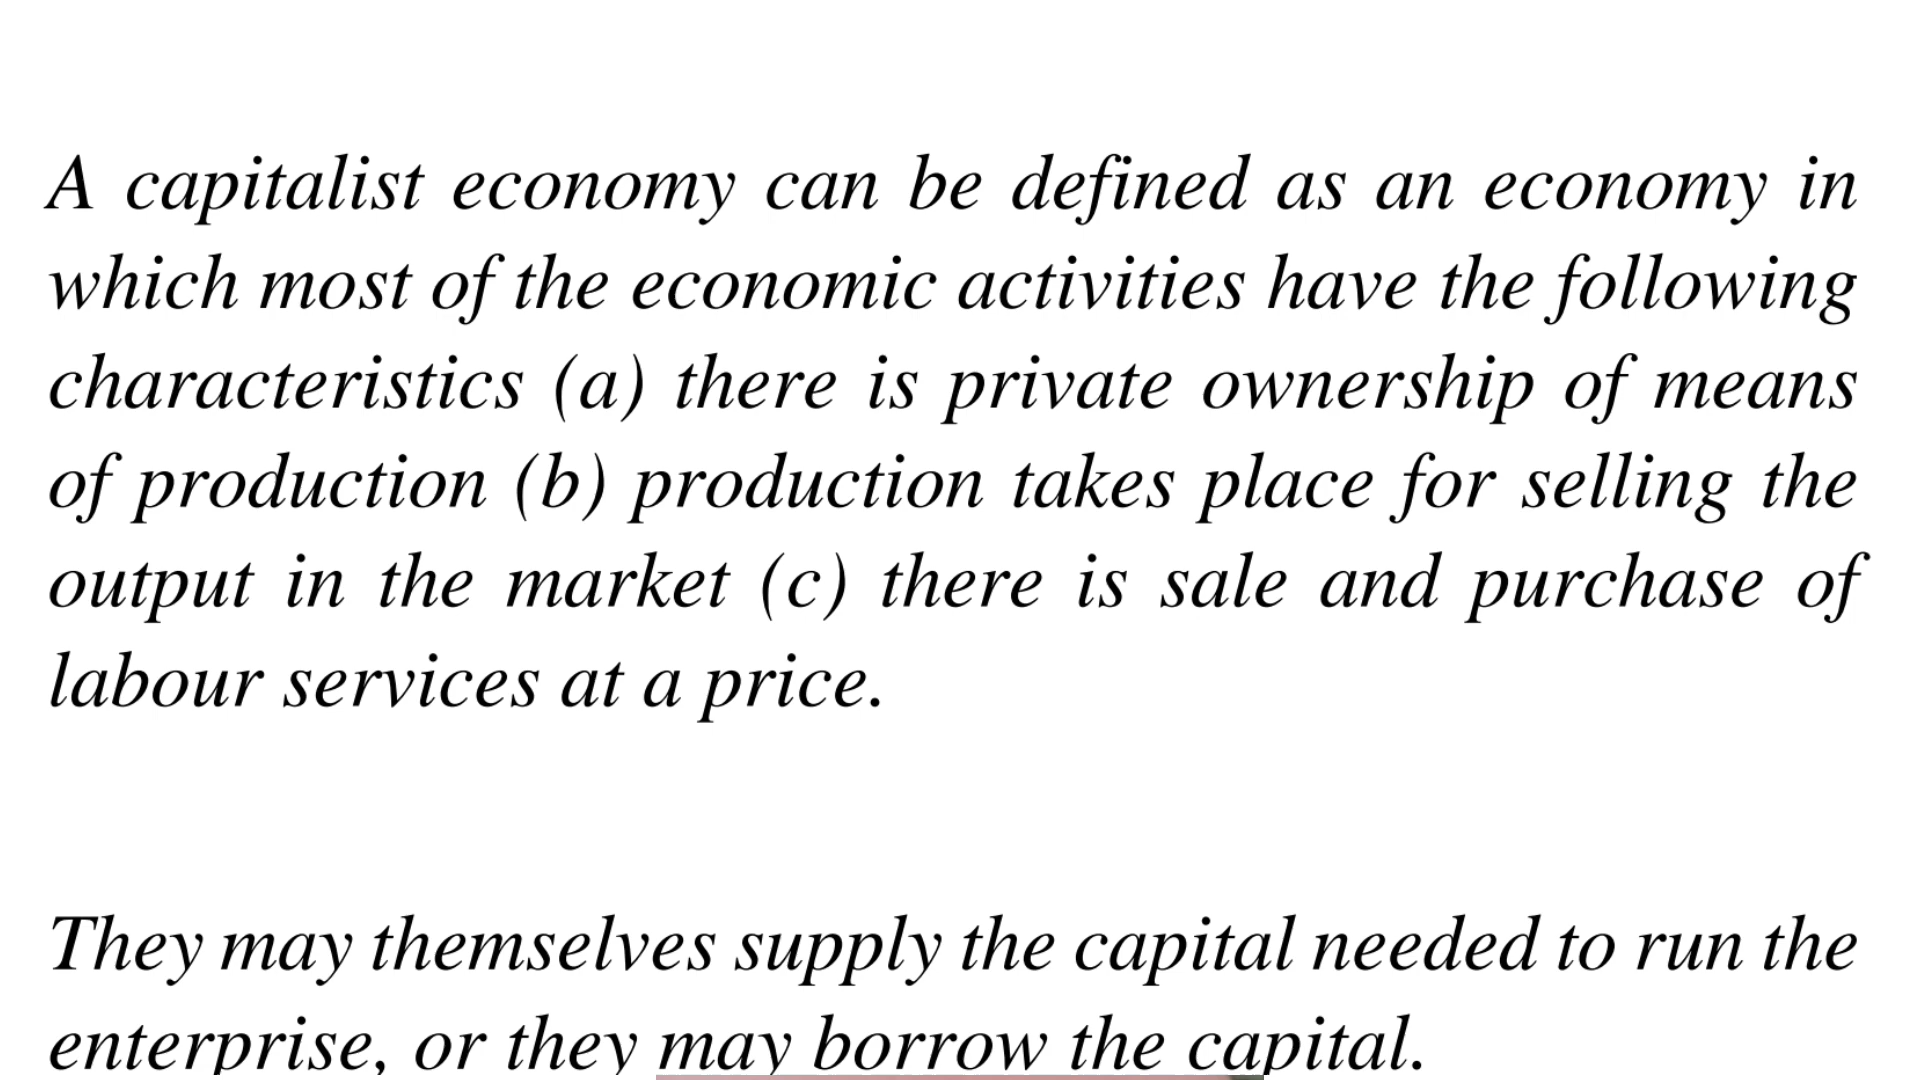 A capitalist economy can be defined as an economy in
which most of the economic activities have the following
characteristics (a) there is private ownership of means
of production (b) production takes place for selling the
output in the market (c) there is sale and purchase of
labour services at a price.
They may themselves supply the capital needed to run the
enterprise, or they may borrow the capital.